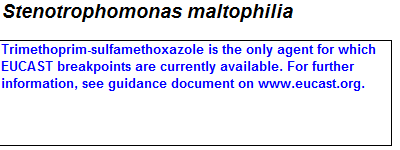 Stenotrophomonas maltophilia
Trimethoprim-sulfamethoxazole is the only agent for which
EUCAST breakpoints are currently available. For further
information, see guidance document on www.eucast.org.